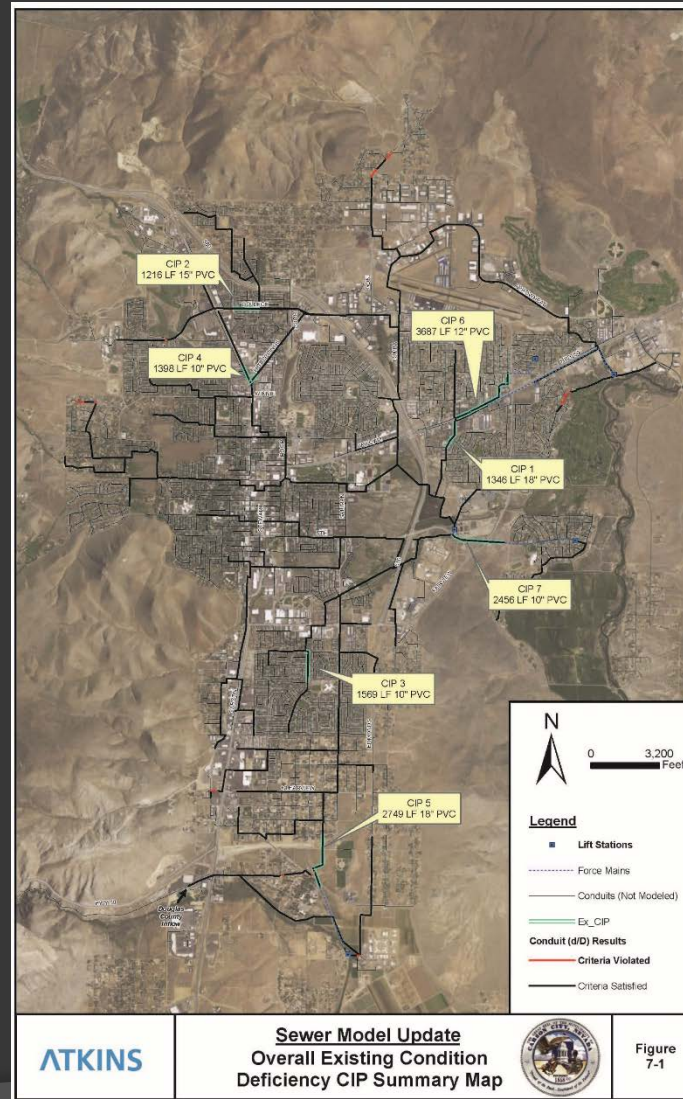 CIP 2
1216 LF 15" PVC
CIP 6
3687 LF 12" PVC
CIP 4
1398 LF 10" PVC
CIP 1
1346 LF 18" PVC
CIP 7
2456 LF 10" PVC
CIP 3
1569 LF 10" PVC
CIP 5
2749 LF 18" PVC
Douglas
County
Inflow
N
0 3,200
Feet
Legend
Lift Stations
Force Mains
Conduits (Not Modeled)
Ex_CIP
Conduit (d/D) Results
Criteria Violated
Criteria Satisfied
ATKINS
Sewer Model Update
Overall Existing Condition
Deficiency CIP Summary Map
Figure
7-1